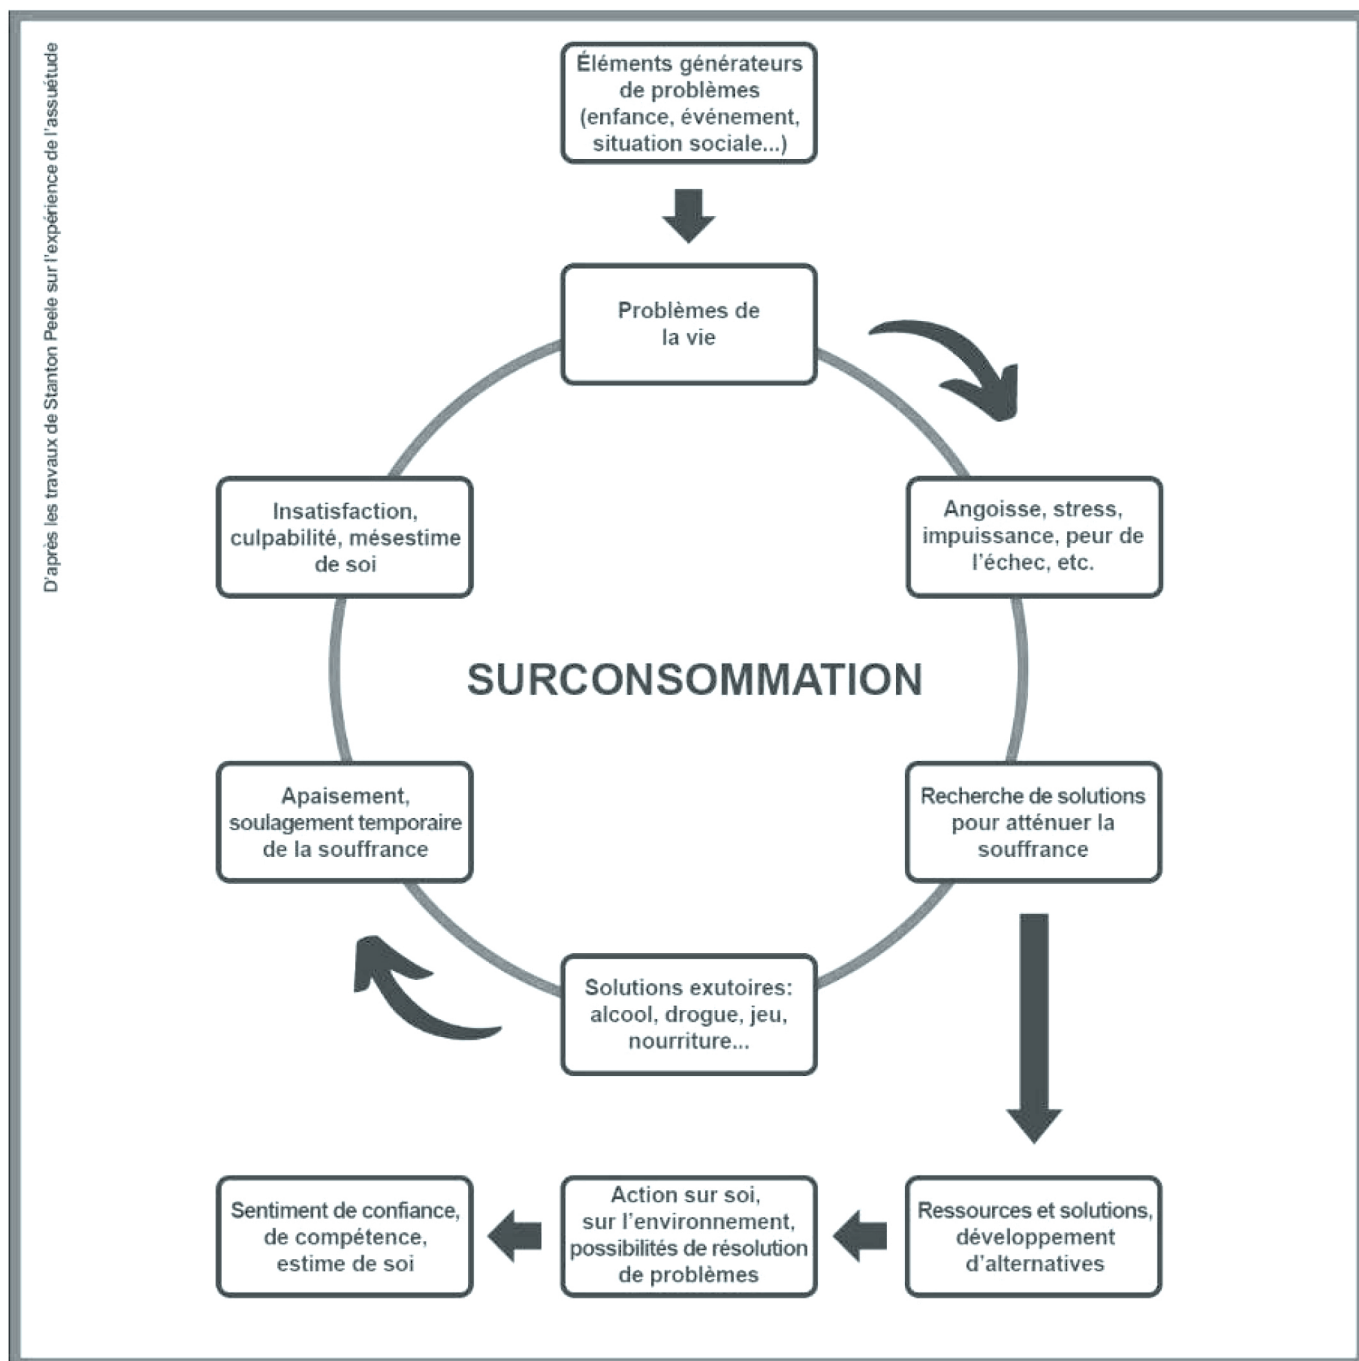 D'après les travaux de Stanton Peele sur l'expérience de l'assuétude
Éléments générateurs
de problèmes
(enfance, événement,
situation sociale...)
Problèmes de
la vie
Angoisse, stress,
impuissance, peur de
l'échec, etc.
Recherche de solutions
pour atténuer la
souffrance
Solutions exutoires:
alcool, drogue, jeu,
nourriture...
Apaisement,
soulagement temporaire
de la souffrance
Insatisfaction,
culpabilité, mésestime
de soi
SURCONSOMMATION
Ressources et solutions,
développement
d'alternatives
Action sur soi,
sur l'environnement,
possibilités de résolution
de problèmes
Sentiment de confiance,
de compétence,
estime de soi